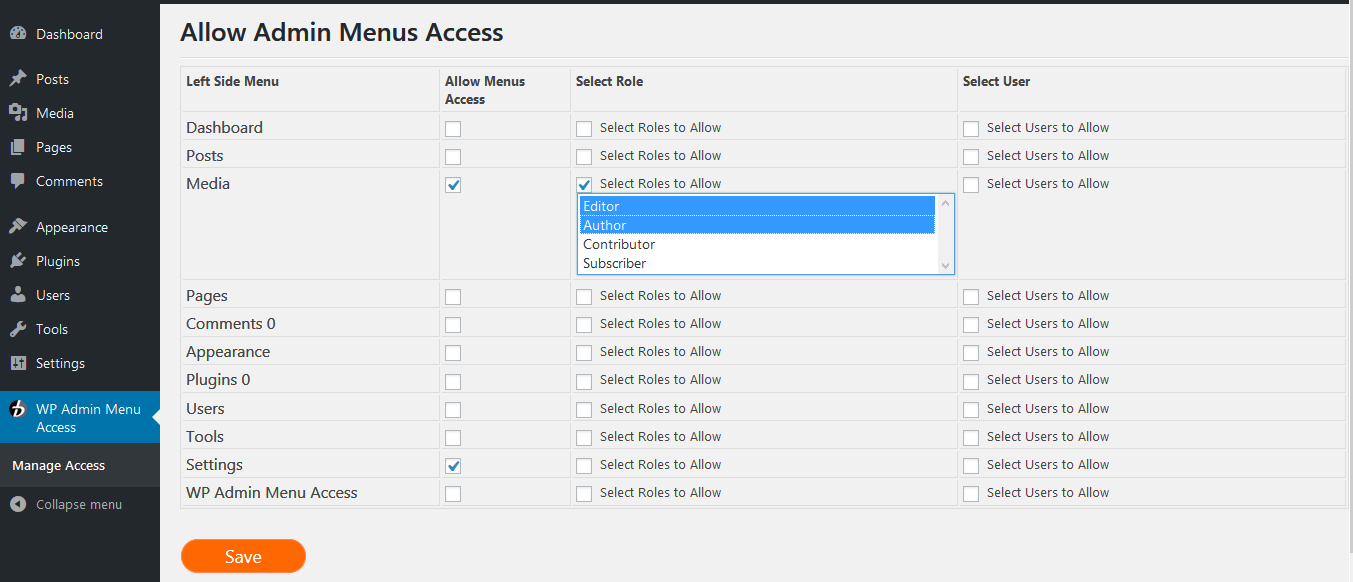 Dashboard
Posts
Media
Pages
Comments
Appearance
Plugins
Users
Tools
Settings
WP Admin Menu
Access
Manage Access
Collapse menu
Allow Admin Menus Access
Left Side Menu
Allow Menus
Access
Select Role
Select User
Dashboard Select Roles to Allow Select Users to Allow
Posts Select Roles to Allow Select Users to Allow
Media Select Roles to Allow Select Users to Allow
Editor
Author
Contributor
Subscriber
Pages Select Roles to Allow Select Users to Allow
Comments 0 Select Roles to Allow Select Users to Allow
Appearance Select Roles to Allow Select Users to Allow
Plugins 0 Select Roles to Allow Select Users to Allow
Users Select Roles to Allow Select Users to Allow
Tools Select Roles to Allow Select Users to Allow
Settings Select Roles to Allow Select Users to Allow
WP Admin Menu Access Select Roles to Allow Select Users to Allow
Save